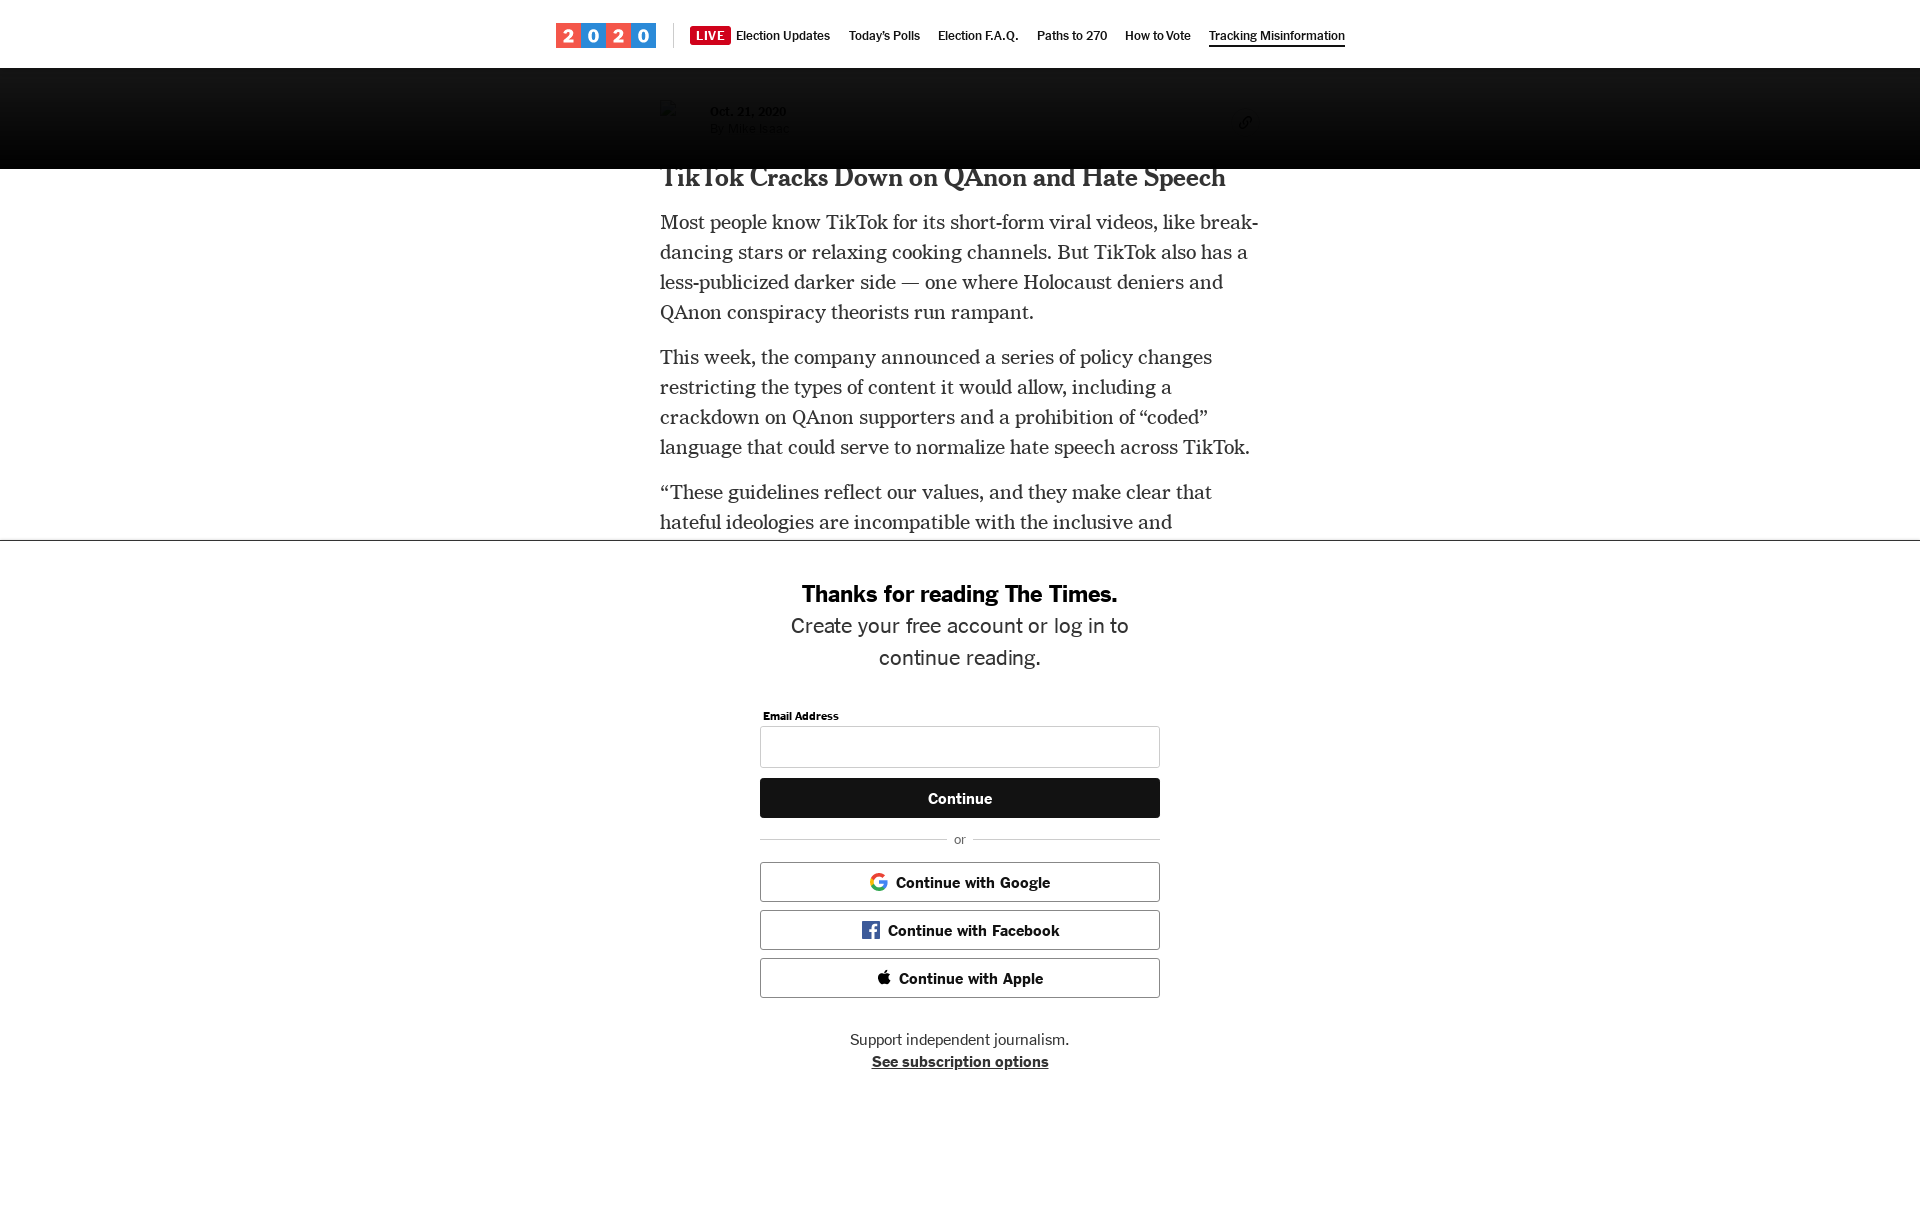 2020
LIVE Election Updates Today's Polls Election F.A.Q. Paths to 270 How to Vote Tracking Misinformation
Oct. 21, 2020
By Mike Isaac
TikTok Cracks Down on QAnon and Hate Speech
Most people know TikTok for its short-form viral videos, like break-
dancing stars or relaxing cooking channels. But TikTok also has a
less-publicized darker side — one where Holocaust deniers and
QAnon conspiracy theorists run rampant.
This week, the company announced a series of policy changes
restricting the types of content it would allow, including a
crackdown on QAnon supporters and a prohibition of “coded”
language that could serve to normalize hate speech across TikTok.
“These guidelines reflect our values, and they make clear that
hateful ideologies are incompatible with the inclusive and
Thanks for reading The Times.
Create your free account or log in to
continue reading.
Email Address
Continue
or
Continue with Google
Continue with Facebook
Continue with Apple
Support independent journalism.
See subscription options